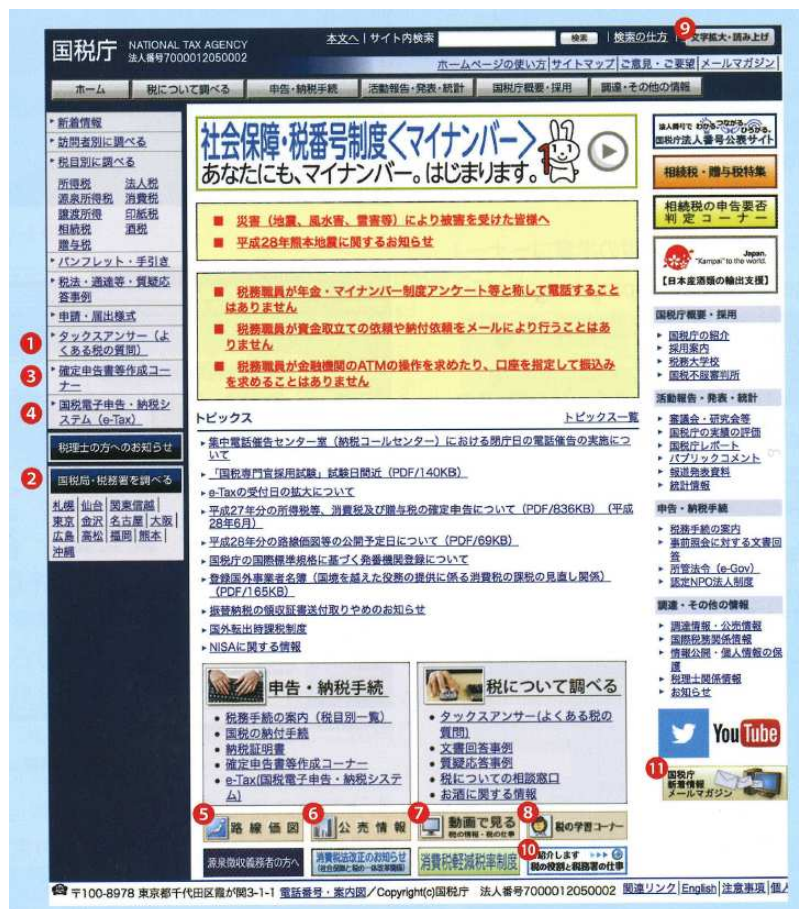 国税庁 NATIONAL TAX AGENCY
法人番号7000012050002
本文へ | サイト内検索 検索 | 検索の仕方 | 9 文字拡大・読み上げ
ホームページの使い方 | サイトマップ | ご意見・ご要望 | メールマガジン |
ホーム 税について調べる 申告・納税手続 活動報告・発表・統計 国税庁概要・採用 調達・その他の情報
新着情報
訪問者別に調べる
税目別に調べる
所得税 法人税
源泉所得税 消費税
譲渡所得 印紙税
相続税 酒税
贈与税
パンフレット・手引き
税法・通達等・質疑応
答事例
申請・届出様式
1 タックスアンサー（よ
くある税の質問）
3 確定申告書等作成コー
ナー
4 国税電子申告・納税シ
ステム（e-Tax）
税理士の方へのお知らせ
2 国税局・税務署を調べる
札幌 | 仙台 | 関東信越 |
東京 | 金沢 | 名古屋 | 大阪 |
広島 | 高松 | 福岡 | 熊本 |
沖縄
社会保障・税番号制度<マイナンバー>
あなたにも、マイナンバー。はじまります。
災害（地震、風水害、雪害等）により被害を受けた皆様へ
平成28年熊本地震に関するお知らせ
税務職員が年金・マイナンバー制度アンケート等と称して電話すること
はありません
税務職員が資金取立ての依頼や納付依頼をメールにより行うことはあ
りません
税務職員が金融機関のATMの操作を求めたり、口座を指定して振込み
を求めることはありません
トピックス トピックス一覧
集中電話催告センター室（納税コールセンター）における閉庁日の電話催告の実施につ
いて
「国税専門官採用試験」試験日間近（PDF/140KB）
e-Taxの受付日の拡大について
平成27年分の所得税等、消費税及び贈与税の確定申告について（PDF/836KB）（平成
28年6月）
平成28年分の路線価図等の公開予定日について（PDF/69KB）
国税庁の国際標準規格に基づく発番機関登録について
登録国外事業者名簿（国境を越えた役務の提供に係る消費税の課税の見直し関係）
（PDF/165KB）
振替納税の領収証書送付取りやめのお知らせ
国外転出時課税制度
NISAに関する情報
申告・納税手続
税務手続の案内（税目別一覧）
国税の納付手続
納税証明書
確定申告書等作成コーナー
e-Tax(国税電子申告・納税システ
ム)
税について調べる
タックスアンサー(よくある税の
質問)
文書回答事例
質疑応答事例
税についての相談窓口
お酒に関する情報
5 路線価図 6 公売情報 7 動画で見る 8 税の学習コーナー
税の情報・税の仕事
源泉徴収義務者の方へ 消費税法改正のお知らせ 消費税軽減税率制度 10 ご紹介します
（社会保障と税の一体改革関係） 税の役割と税務署の仕事
法人番号で わかる、つながる、ひろがる。
国税庁法人番号公表サイト
相続税・贈与税特集
相続税の申告要否
判定コーナー
Japan.
"Kampai" to the world.
【日本産酒類の輸出支援】
国税庁概要・採用
国税庁の紹介
採用案内
税務大学校
国税不服審判所
活動報告・発表・統計
審議会・研究会等
国税庁の実績の評価
国税庁レポート
パブリックコメント
報道発表資料
統計情報
申告・納税手続
税務手続の案内
事前照会に対する文書回
答
所管法令（e-Gov）
認定NPO法人制度
調達・その他の情報
調達情報・公売情報
国際税務関係情報
情報公開・個人情報の保
護
税理士関係情報
お知らせ
YouTube
11 国税庁
新着情報
メールマガジン
〒100-8978 東京都千代田区霞が関3-1-1 電話番号・案内図／Copyright(c)国税庁 法人番号7000012050002 関連リンク | English | 注意事項 | 個人